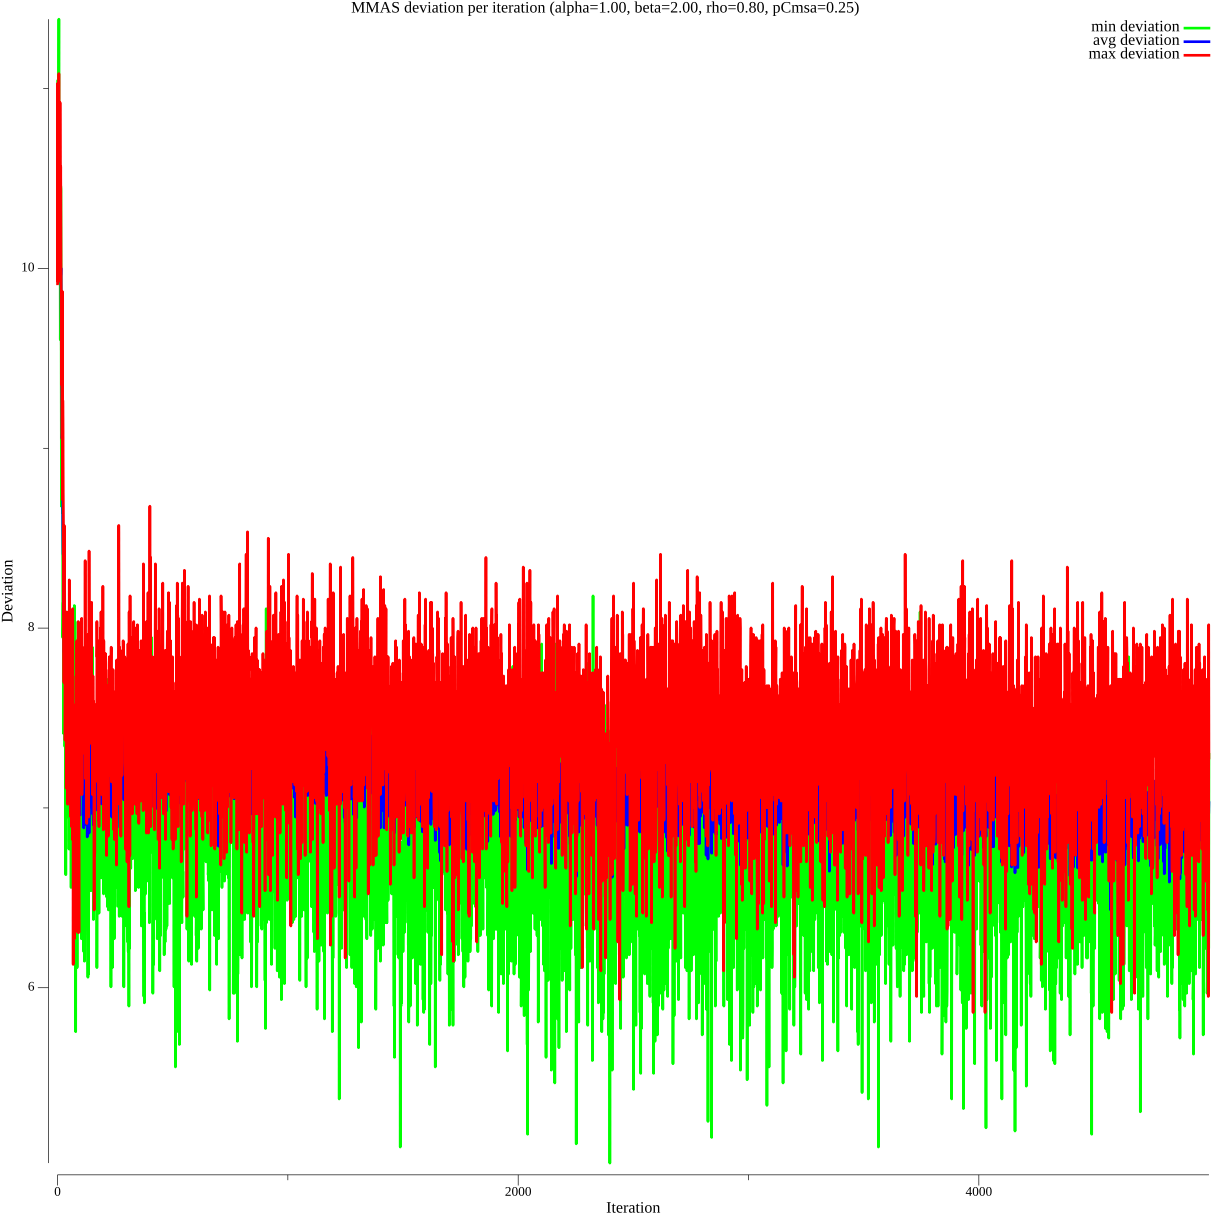 MMAS deviation per iteration (alpha=1.00, beta=2.00, rho=0.80, pCmsa=0.25)
min deviation
avg deviation
max deviation
10
8
6
Deviation
0
2000
4000
Iteration